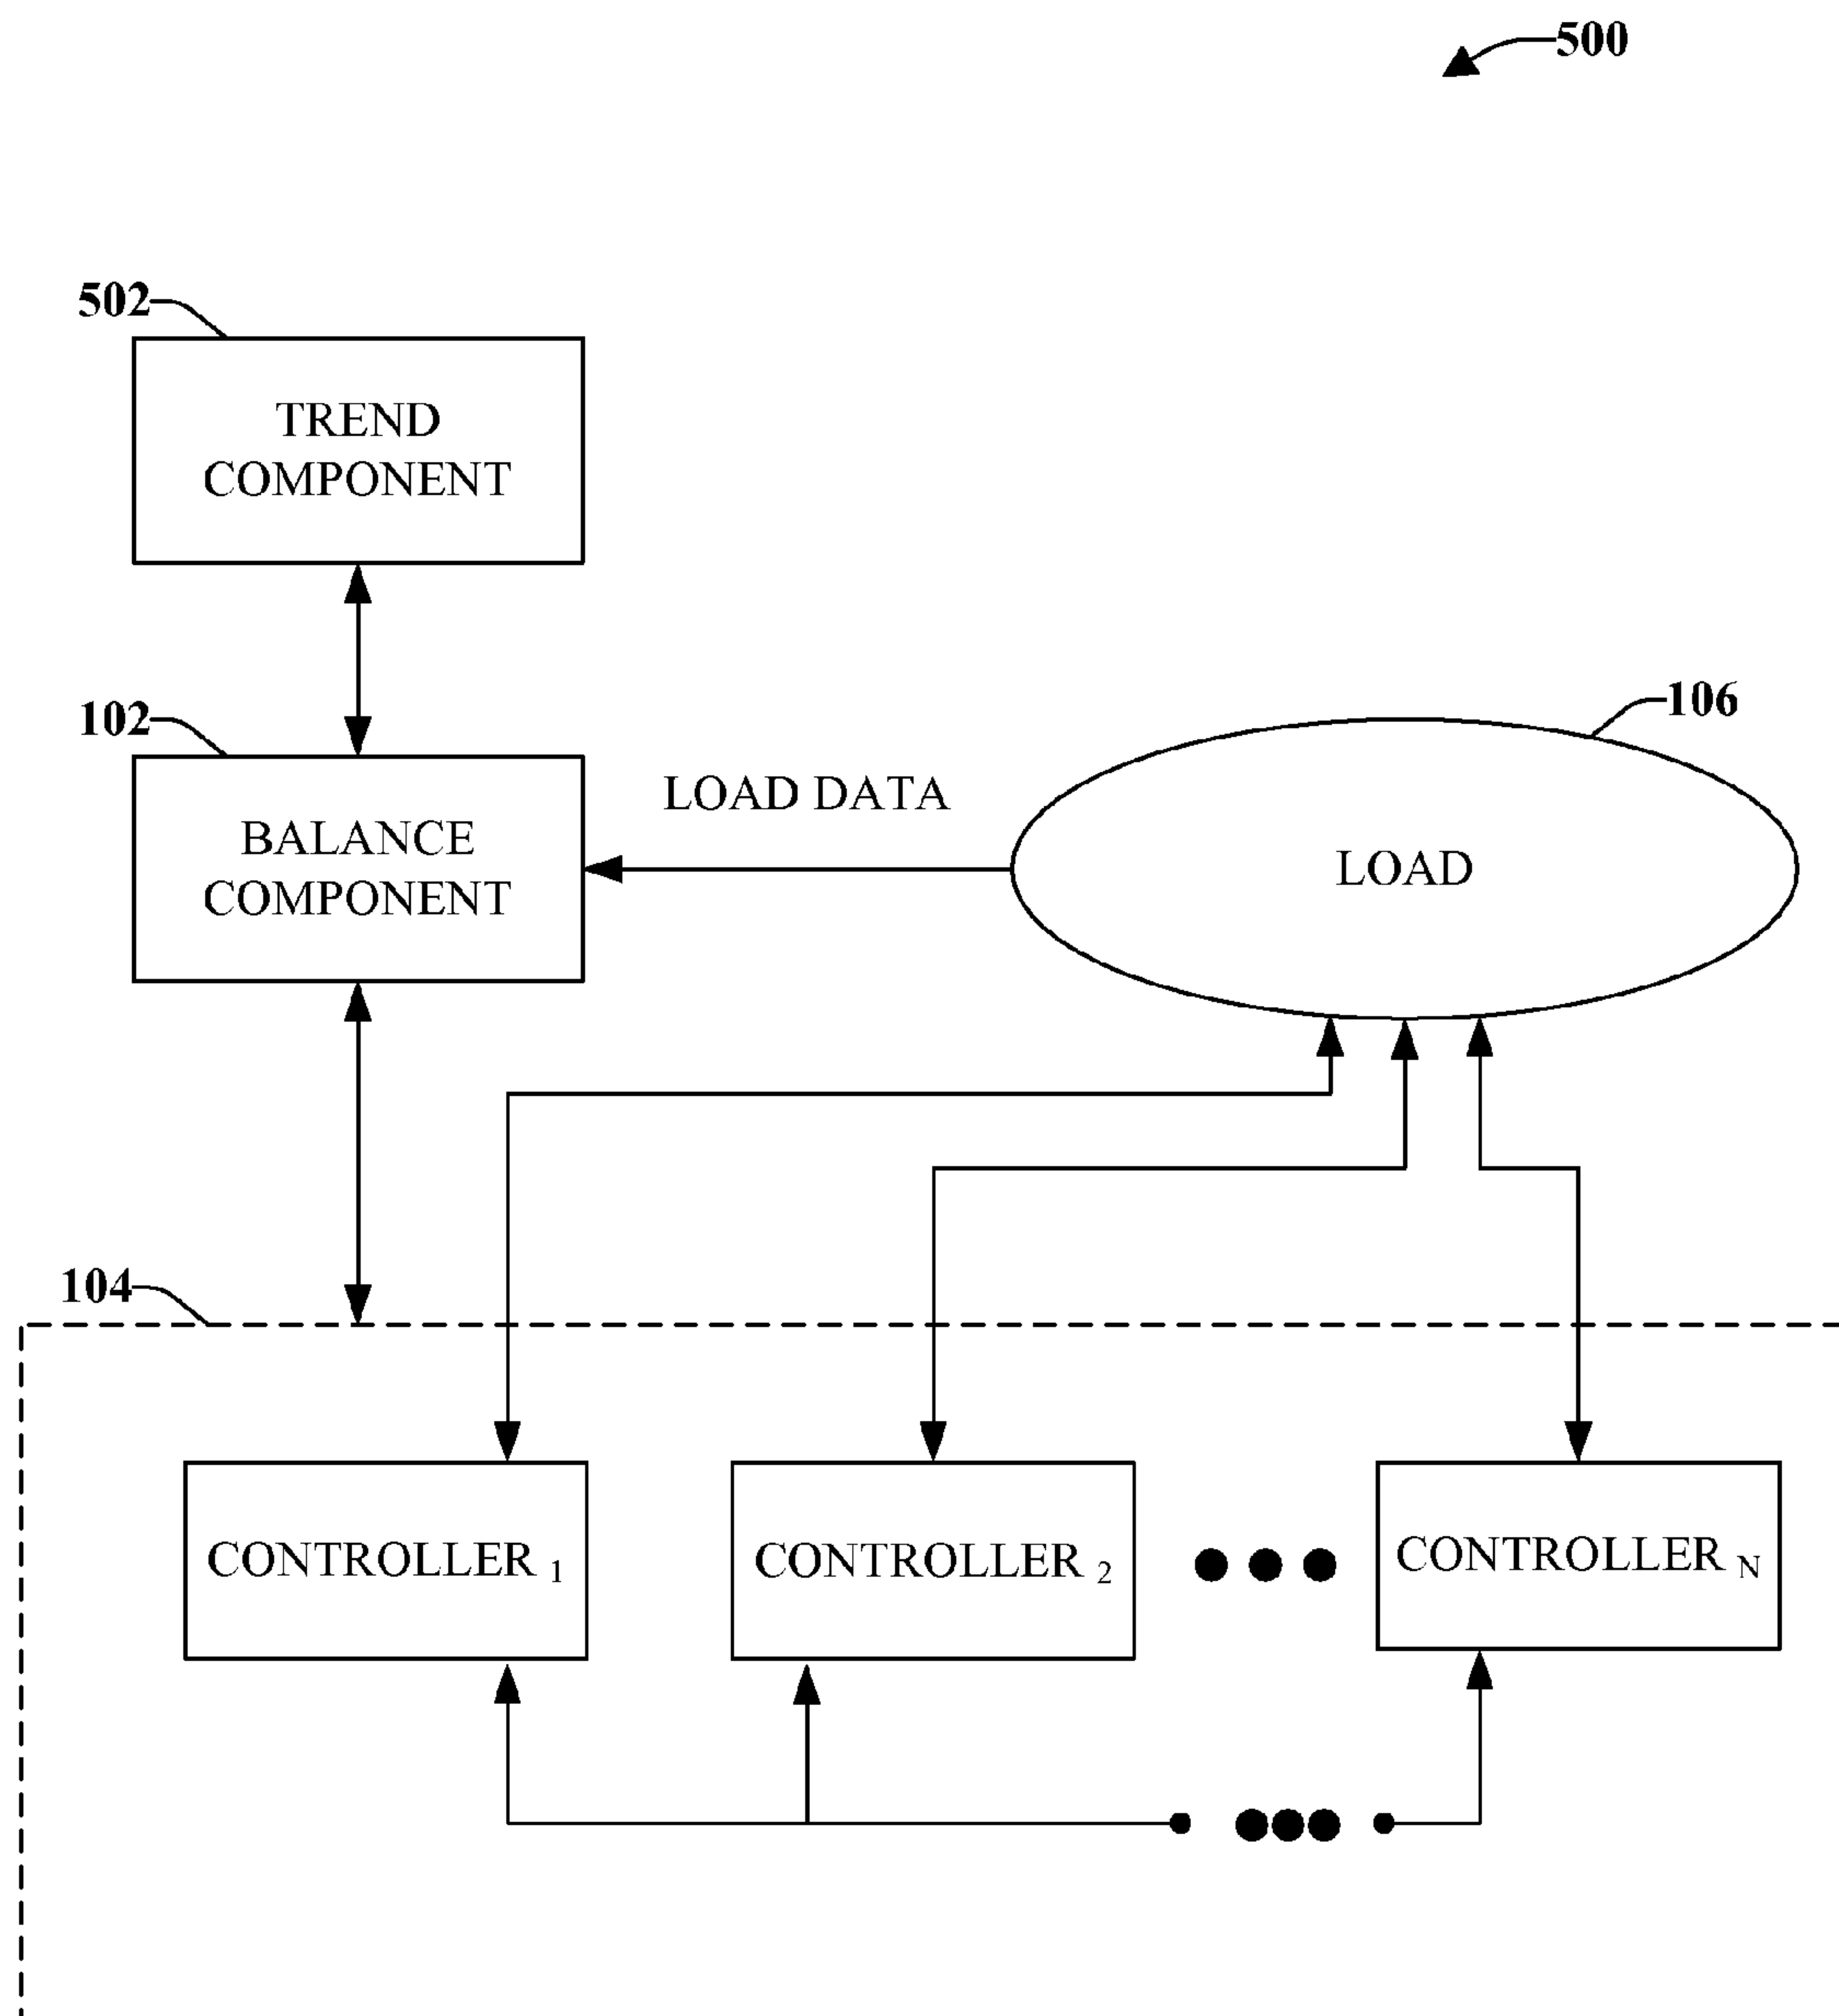 500
502
TREND
COMPONENT
102
BALANCE
COMPONENT
LOAD DATA
106
LOAD
104
CONTROLLER 1
CONTROLLER 2
CONTROLLER N